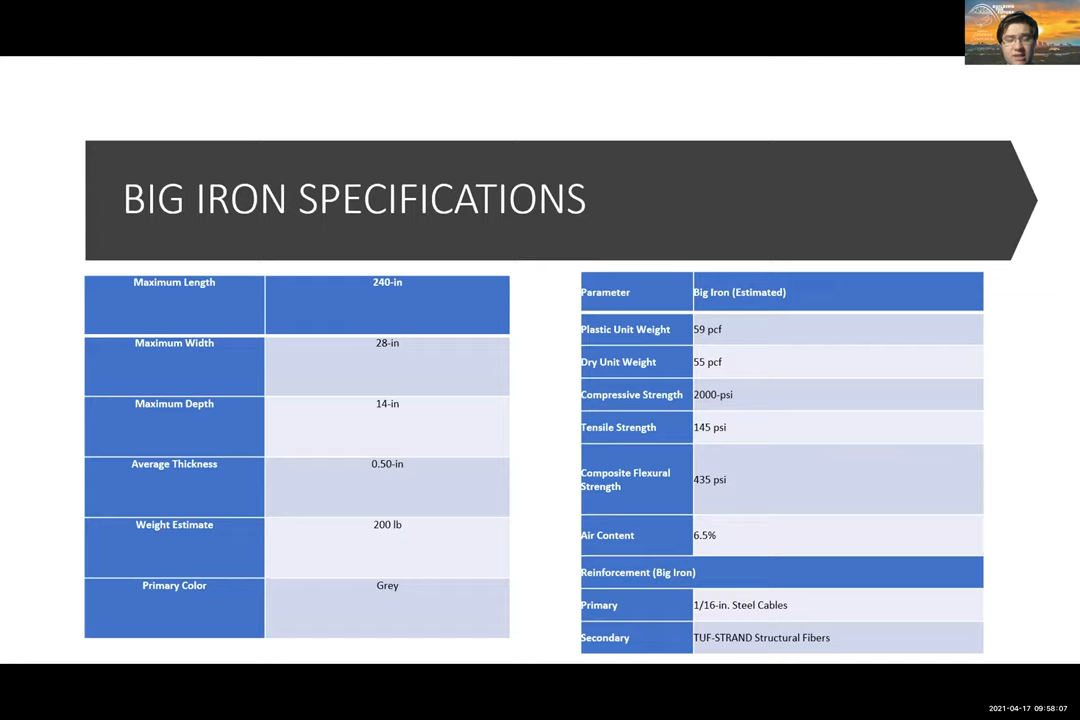 BUILDING
THE
FUTURE
BIG IRON SPECIFICATIONS
Maximum Length 240-in
Maximum Width 28-in
Maximum Depth 14-in
Average Thickness 0.50-in
Weight Estimate 200 lb
Primary Color Grey
Parameter Big Iron (Estimated)
Plastic Unit Weight 59 pcf
Dry Unit Weight 55 pcf
Compressive Strength 2000-psi
Tensile Strength 145 psi
Composite Flexural
Strength 435 psi
Air Content 6.5%
Reinforcement (Big Iron)
Primary 1/16-in. Steel Cables
Secondary TUF-STRAND Structural Fibers
2021-04-17 09:58:07